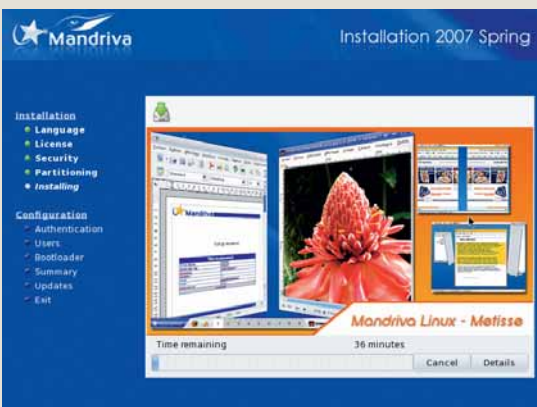 Mandriva
Installation 2007 Spring
Installation
Language
License
Security
Partitioning
Installing
Configuration
Authentication
Users
Bootloader
Summary
Updates
Exit
Mandriva
Mandriva Linux - Metisse
Time remaining
36 minutes
Cancel
Details